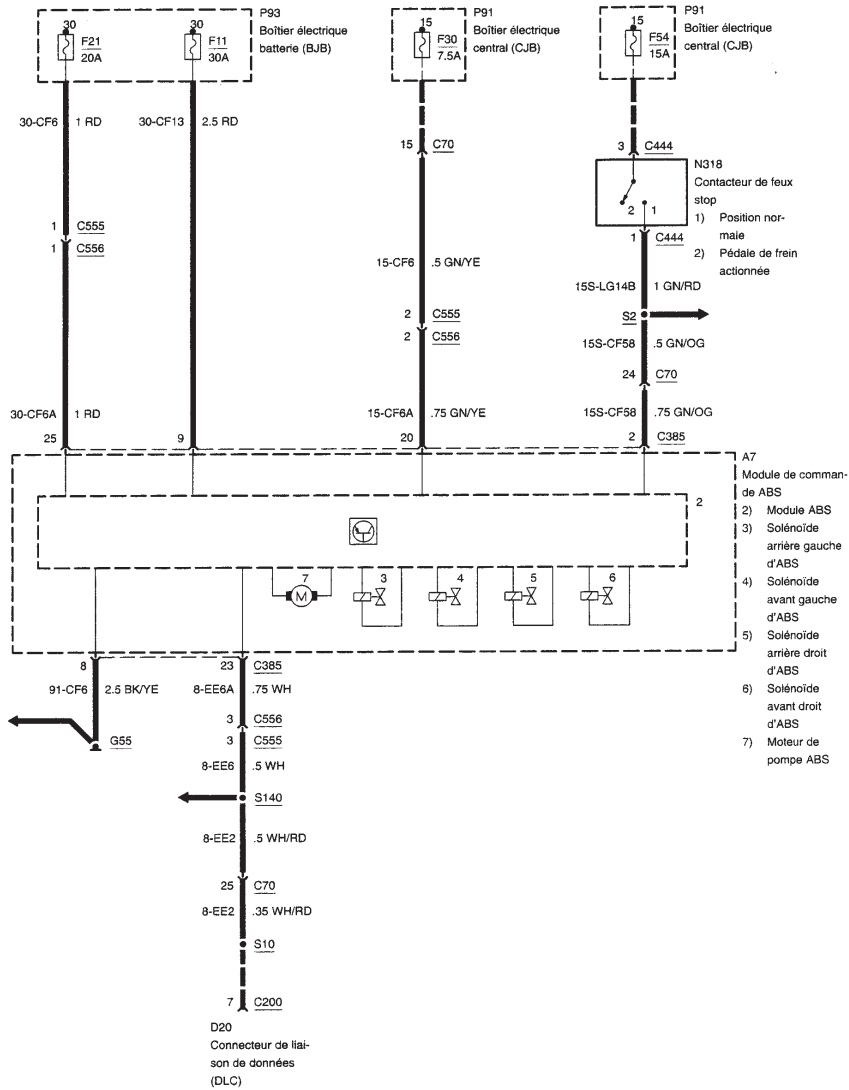 30
F21
20A
30
F11
30A
P93
Boîtier électrique
batterie (BJB)
15
F30
7.5A
P91
Boîtier électrique
central (CJB)
15
F54
15A
P91
Boîtier électrique
central (CJB)
30-CF6 1 RD
30-CF13 2.5 RD
15 C70
3 C444
N318
Contacteur de feux
stop
1) Position nor-
maie
2) Pédale de frein
actionnée
2 1
1 C555
1 C556
1 C444
15-CF6 .5 GN/YE
15S-LG14B 1 GN/RD
2 C555
2 C556
S2
15S-CF58 .5 GN/OG
24 C70
30-CF6A 1 RD
15-CF6A .75 GN/YE
15S-CF58 .75 GN/OG
25
9
20
2 C385
A7
Module de comman-
de ABS
2) Module ABS
3) Solénoïde
arrière gauche
d'ABS
4) Solénoïde
avant gauche
d'ABS
5) Solénoïde
arrière droit
d'ABS
6) Solénoïde
avant droit
d'ABS
7) Moteur de
pompe ABS
2
7
M
3
4
5
6
8
23 C385
91-CF6 2.5 BK/YE
8-EE6A .75 WH
3 C556
G55
3 C555
8-EE6 .5 WH
S140
8-EE2 .5 WH/RD
25 C70
8-EE2 .35 WH/RD
S10
7 C200
D20
Connecteur de liai-
son de données
(DLC)